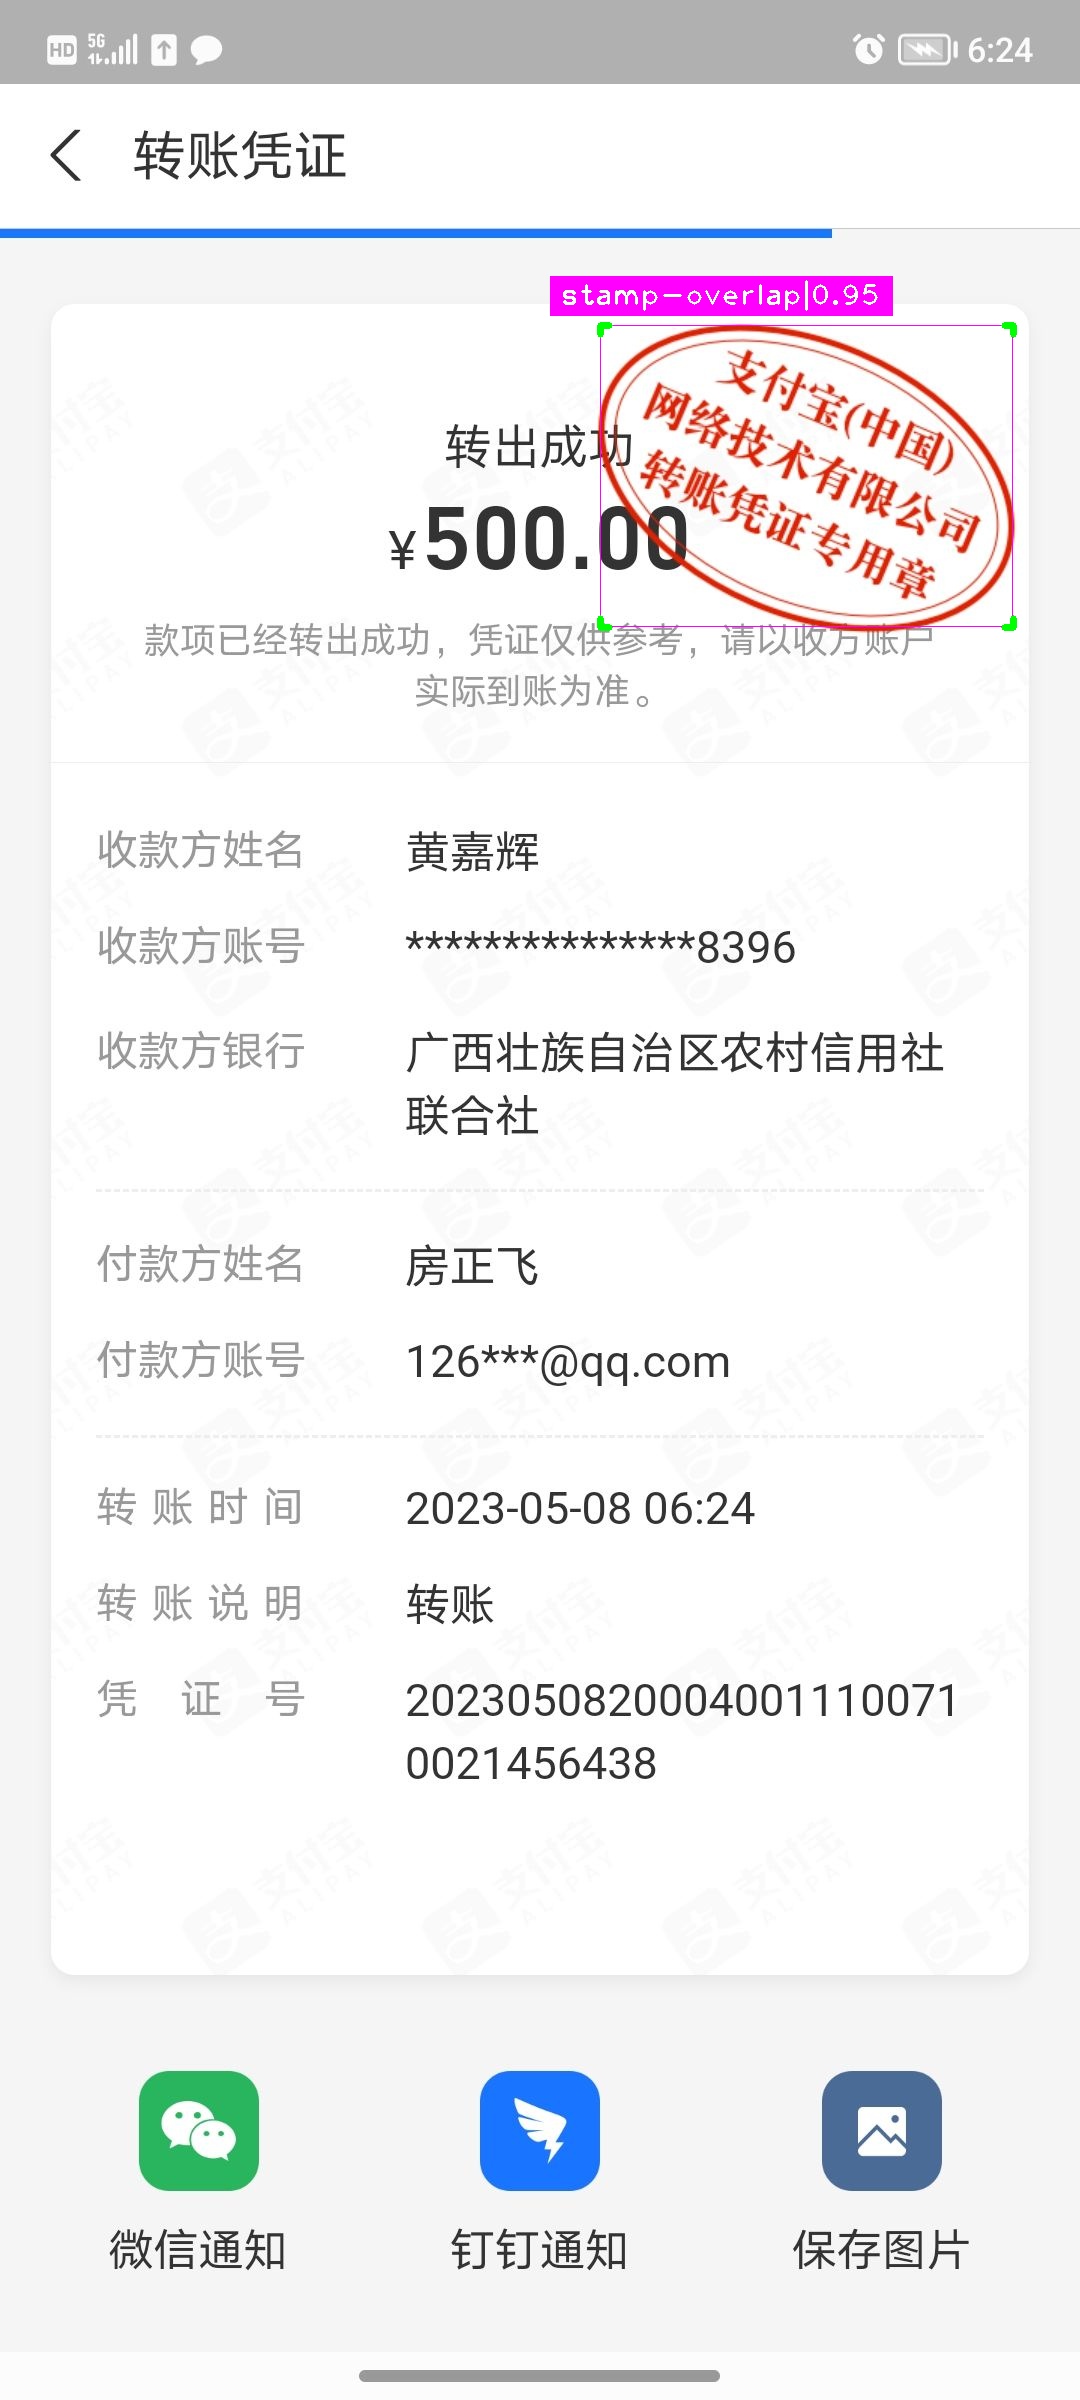 HD 5G 6:24
转账凭证
stamp-overlap|0.95
支付宝(中国)
网络技术有限公司
转账凭证专用章
转出成功
¥500.00
款项已经转出成功，凭证仅供参考，请以收方账户
实际到账为准。
收款方姓名 黄嘉辉
收款方账号 ***************8396
收款方银行 广西壮族自治区农村信用社
联合社
付款方姓名 房正飞
付款方账号 126***@qq.com
转账时间 2023-05-08 06:24
转账说明 转账
凭证号 2023050820004001110071
0021456438
支付宝
ALIPAY
微信通知 钉钉通知 保存图片